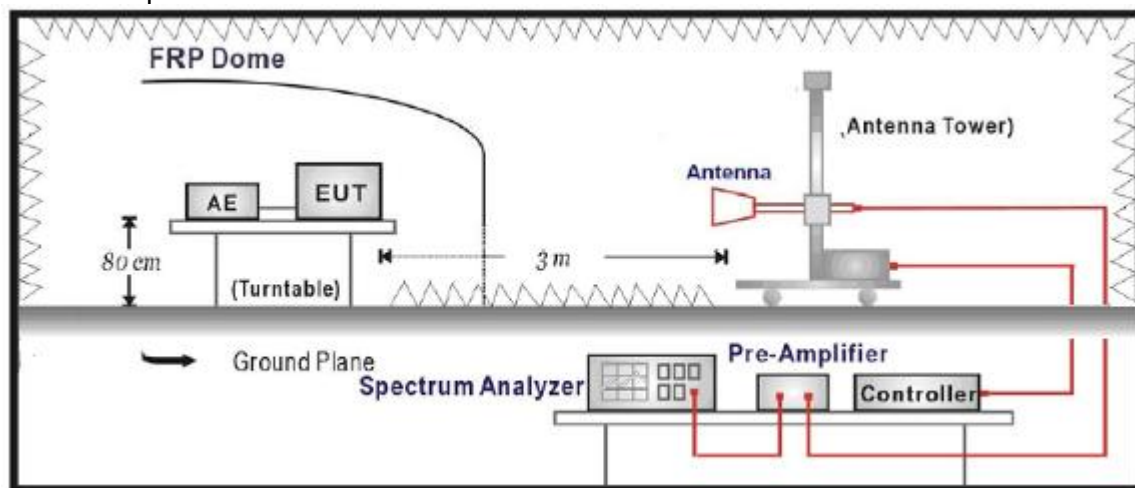 FRP Dome
(Antenna Tower)
Antenna
AE
EUT
80 cm
3 m
(Turntable)
Ground Plane
Pre-Amplifier
Spectrum Analyzer
Controller